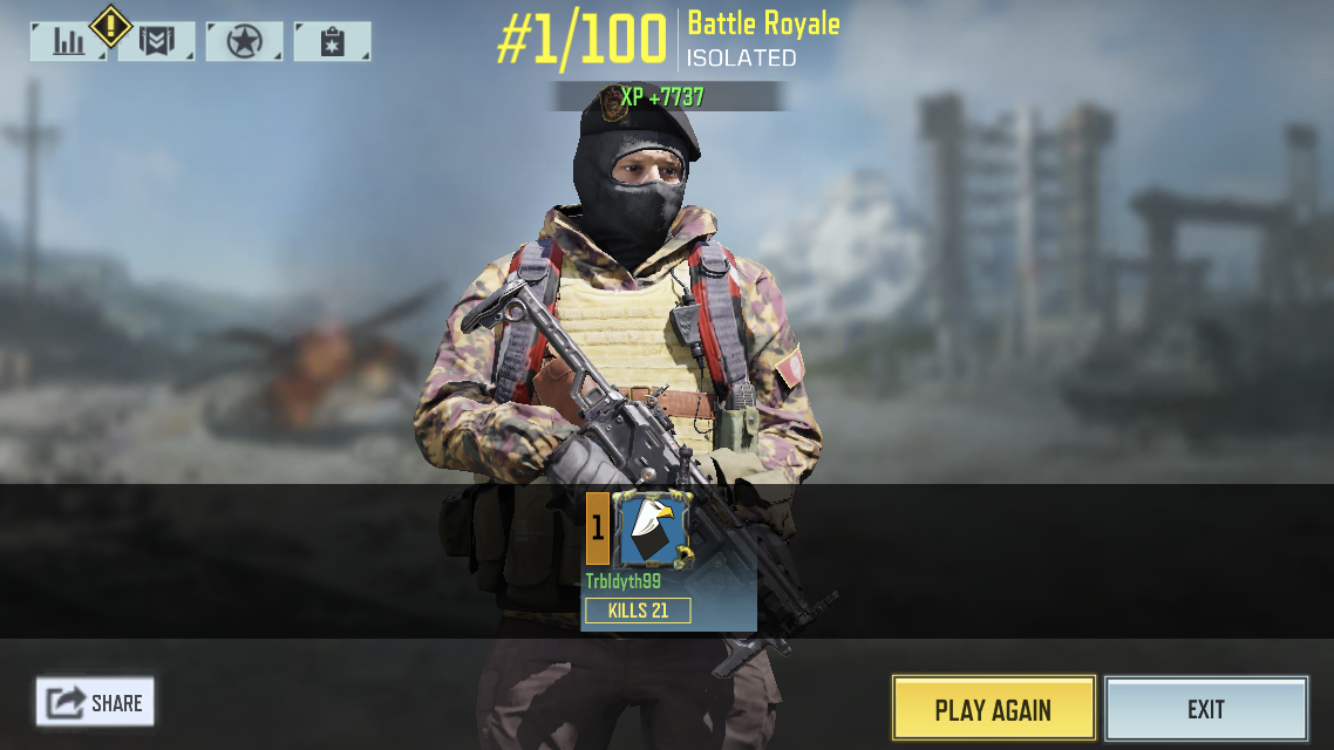 #1/100
Battle Royale
ISOLATED
XP +7737
1
Trbldyth99
KILLS 21
SHARE
PLAY AGAIN
EXIT